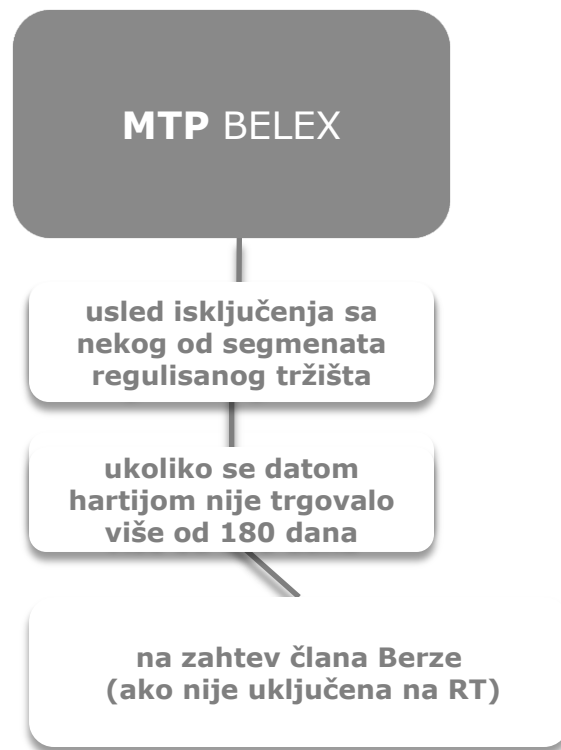 MTP BELEX
usled isključenja sa
nekog od segmenata
regulisanog tržišta
ukoliko se datom
hartijom nije trgovalo
više od 180 dana
na zahtev člana Berze
(ako nije uključena na RT)